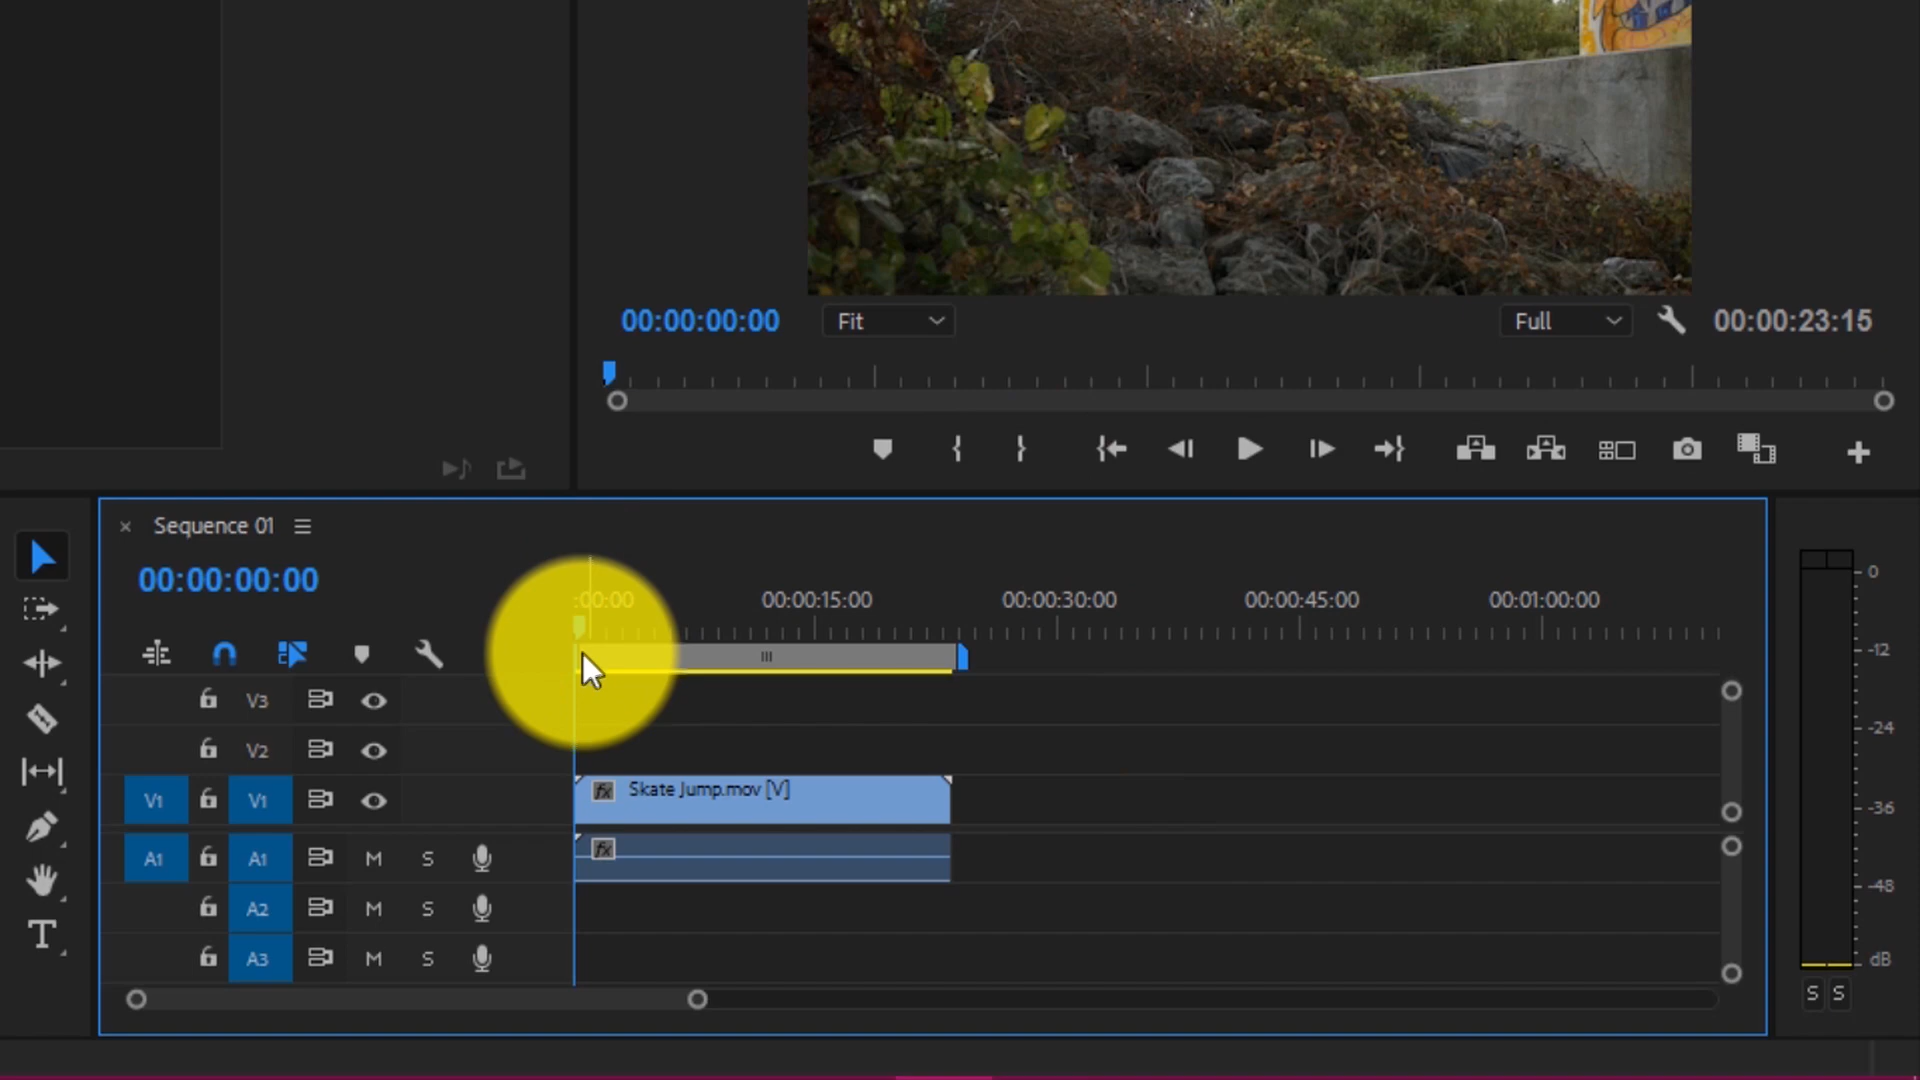 00:00:00:00 Fit Full 00:00:23:15
Sequence 01
00:00:00:00
:00:00 00:00:15:00 00:00:30:00 00:00:45:00 00:01:00:00
V3
V2
V1 V1 fx Skate Jump.mov [V]
A1 A1 M S fx
A2 M S
A3 M S
0
-12
-24
-36
-48
dB
S S